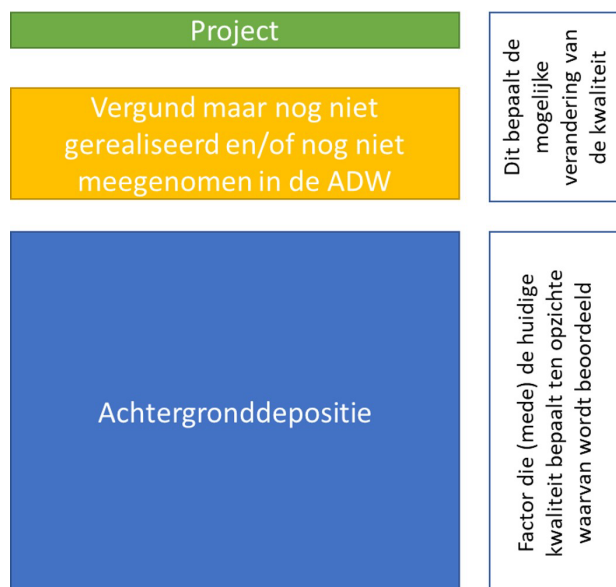 Project
Vergund maar nog niet
gerealiseerd en/of nog niet
meegenomen in de ADW
Dit bepaalt de
mogelijke
verandering van
de kwaliteit
Achtergronddepositie
Factor die (mede) de huidige
kwaliteit bepaalt ten opzichte
waarvan wordt beoordeeld